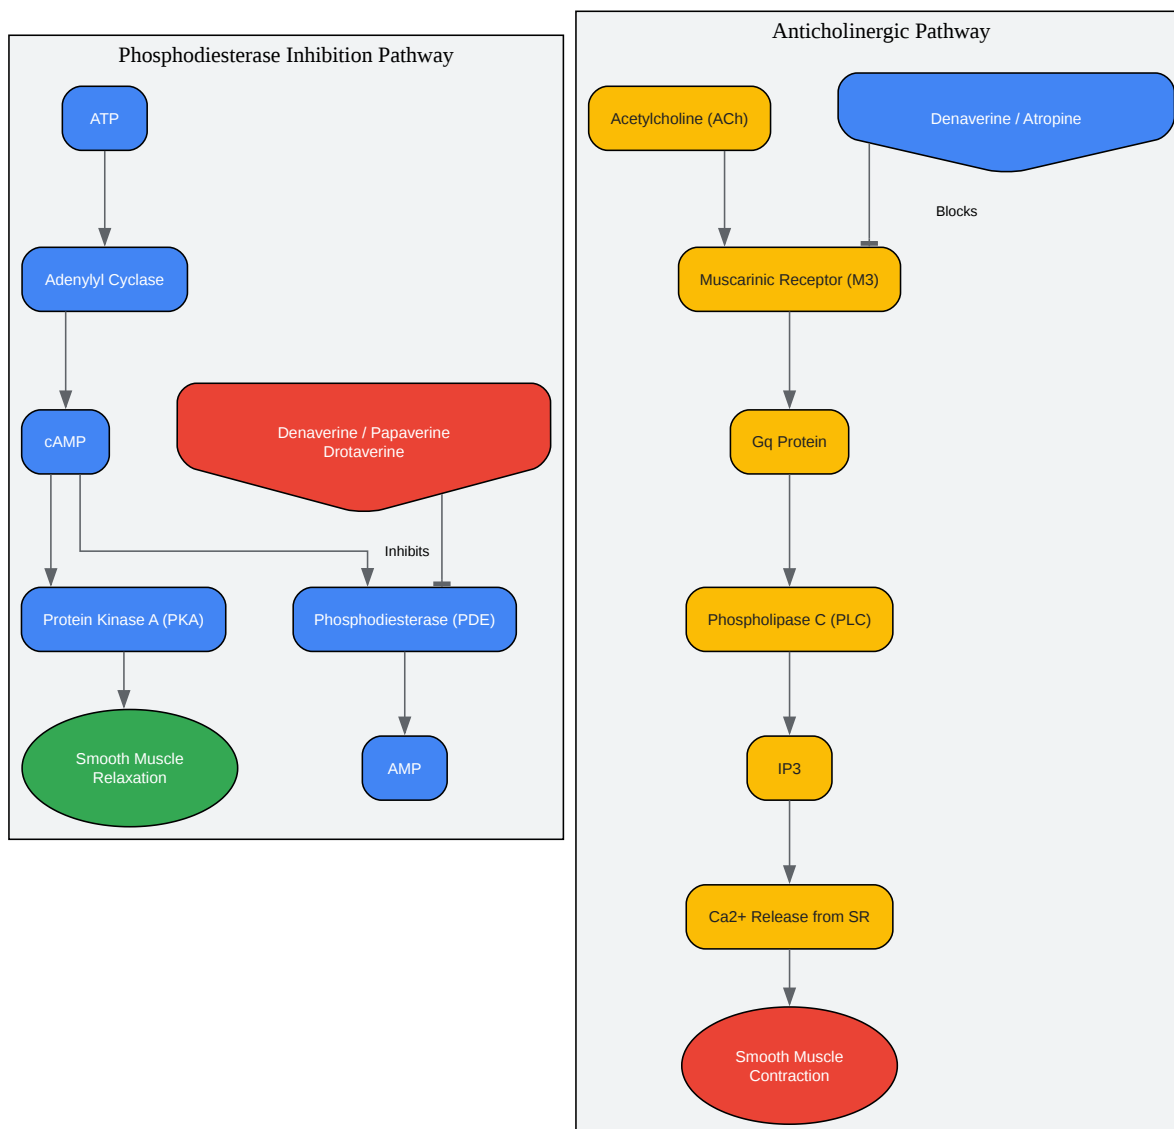 Phosphodiesterase Inhibition Pathway
ATP
Adenylyl Cyclase
cAMP
Denaverine / Papaverine
Drotaverine
Inhibits
Protein Kinase A (PKA)
Phosphodiesterase (PDE)
Smooth Muscle
Relaxation
AMP
Anticholinergic Pathway
Acetylcholine (ACh)
Denaverine / Atropine
Blocks
Muscarinic Receptor (M3)
Gq Protein
Phospholipase C (PLC)
IP3
Ca2+ Release from SR
Smooth Muscle
Contraction